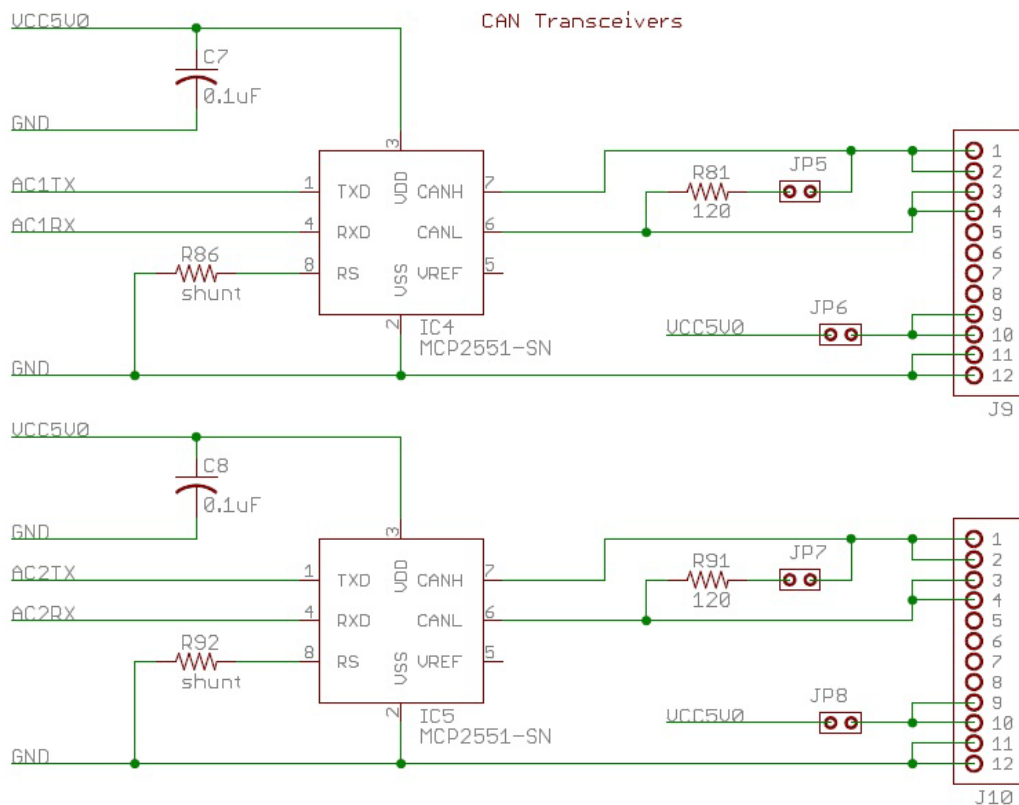 CAN Transceivers
VCC5V0
C7
0.1uF
GND
AC1TX
AC1RX
R86
shunt
GND
3
1 TXD VDD CANH 7
4 RXD CANL 6
8 RS VSS VREF 5
2
IC4
MCP2551-SN
R81
120
JP5
VCC5V0
JP6
1
2
3
4
5
6
7
8
9
10
11
12
J9
VCC5V0
C8
0.1uF
GND
AC2TX
AC2RX
R92
shunt
GND
3
1 TXD VDD CANH 7
4 RXD CANL 6
8 RS VSS VREF 5
2
IC5
MCP2551-SN
R91
120
JP7
VCC5V0
JP8
1
2
3
4
5
6
7
8
9
10
11
12
J10